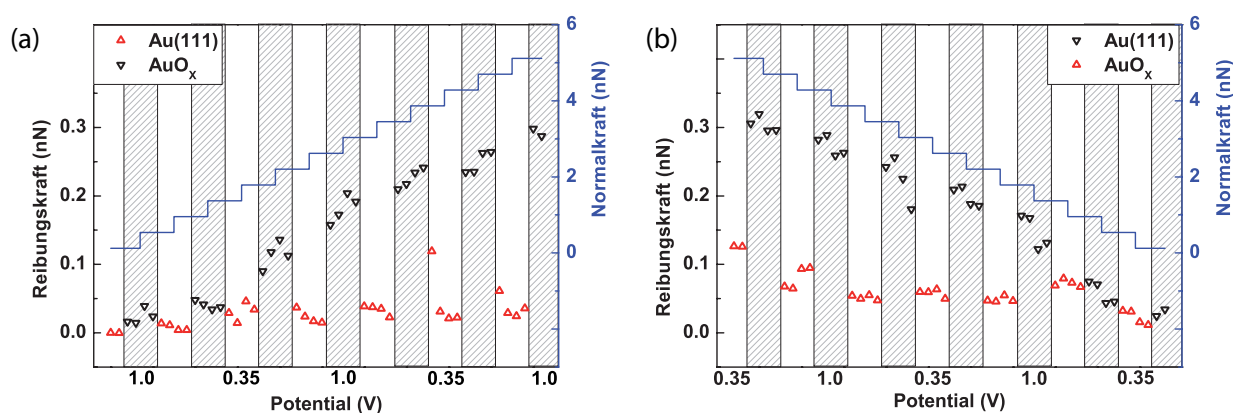 (a)
Au(111)
AuOx
Reibungskraft (nN)
0.3
0.2
0.1
0.0
6
4
2
0
Normalkraft (nN)
1.0 0.35 1.0 0.35 1.0
Potential (V)
(b)
Au(111)
AuOx
Reibungskraft (nN)
0.3
0.2
0.1
0.0
6
4
2
0
Normalkraft (nN)
0.35 1.0 0.35 1.0 0.35
Potential (V)